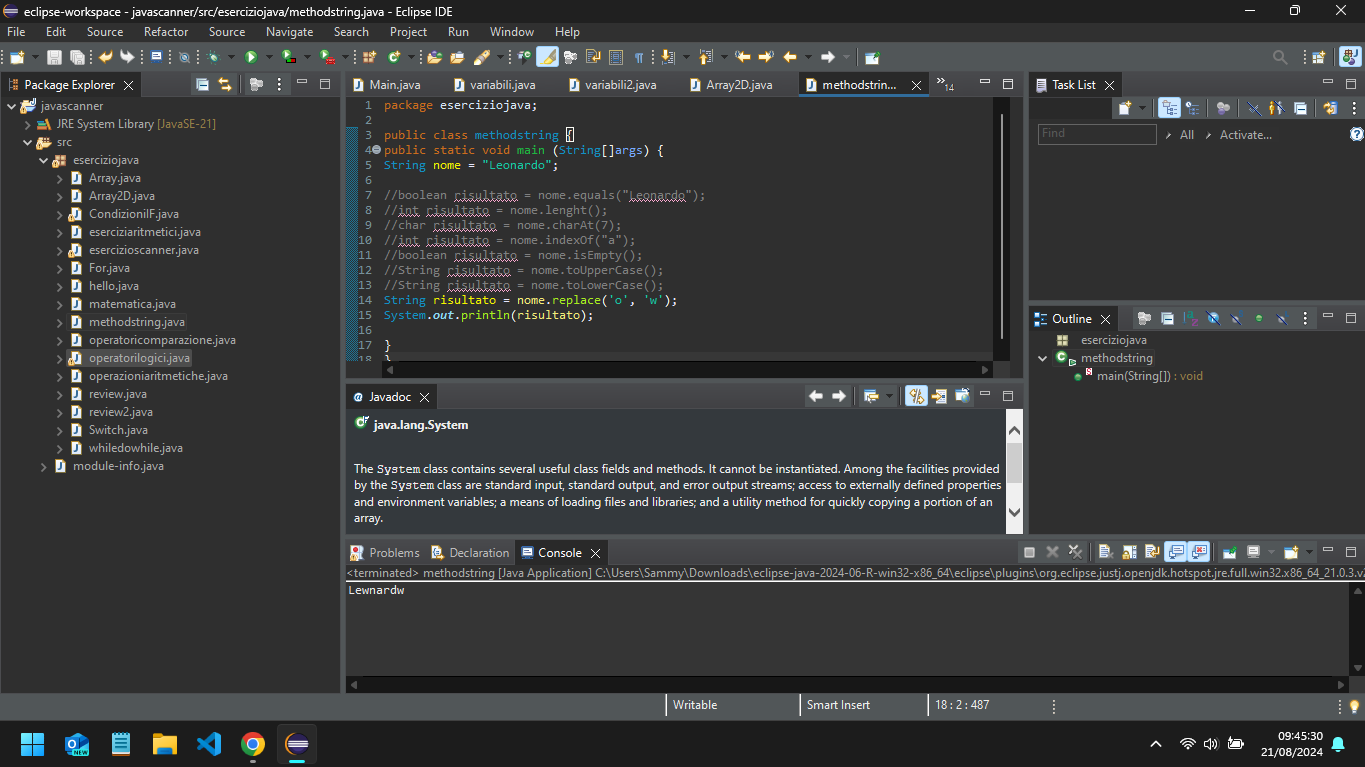 eclipse-workspace - javascanner/src/eserciziojava/methodstring.java - Eclipse IDE
File Edit Source Refactor Source Navigate Search Project Run Window Help
Package Explorer
javascanner
JRE System Library [JavaSE-21]
src
eserciziojava
Array.java
Array2D.java
CondizioniIF.java
eserciziaritmetici.java
esercizioscanner.java
For.java
hello.java
matematica.java
methodstring.java
operatoricomparazione.java
operatorilogici.java
operazioniaritmetiche.java
review.java
review2.java
Switch.java
whiledowhile.java
module-info.java
Main.java variabili.java variabili2.java Array2D.java methodstrin... 14
1 package eserciziojava;
2
3 public class methodstring {
4 public static void main (String[]args) {
5 String nome = "Leonardo";
6
7 //boolean risultato = nome.equals("Leonardo");
8 //int risultato = nome.lenght();
9 //char risultato = nome.charAt(7);
10 //int risultato = nome.indexOf("a");
11 //boolean risultato = nome.isEmpty();
12 //String risultato = nome.toUpperCase();
13 //String risultato = nome.toLowerCase();
14 String risultato = nome.replace('o', 'w');
15 System.out.println(risultato);
16
17 }
18 }
Task List
Find All Activate...
Outline
eserciziojava
methodstring
main(String[]) : void
@ Javadoc
java.lang.System
The System class contains several useful class fields and methods. It cannot be instantiated. Among the facilities provided
by the System class are standard input, standard output, and error output streams; access to externally defined properties
and environment variables; a means of loading files and libraries; and a utility method for quickly copying a portion of an
array.
Problems Declaration Console
<terminated> methodstring [Java Application] C:\Users\Sammy\Downloads\eclipse-java-2024-06-R-win32-x86_64\eclipse\plugins\org.eclipse.justj.openjdk.hotspot.jre.full.win32.x86_64_21.0.3.v2
Lewnardw
Writable Smart Insert 18 : 2 : 487
NEW
09:45:30
21/08/2024